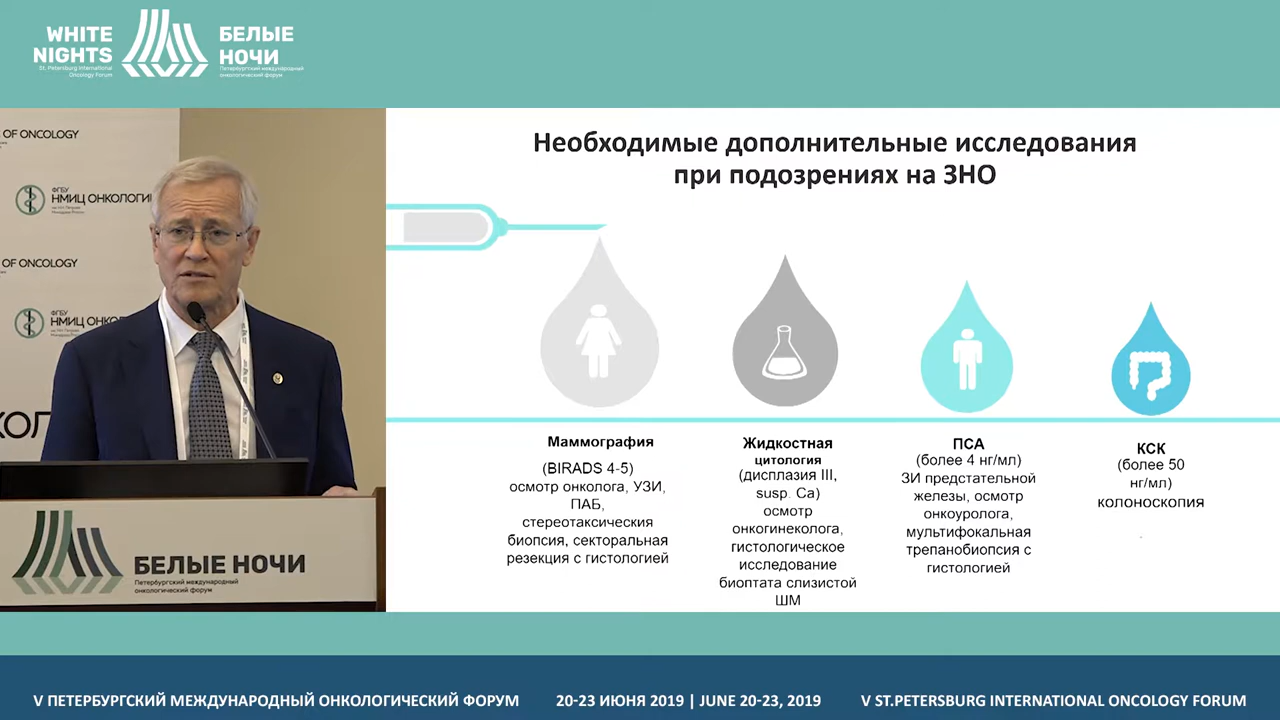 WHITE
NIGHTS
St. Petersburg International
Oncology Forum
БЕЛЫЕ
НОЧИ
Петербургский международный
онкологический форум
OF ONCOLOGY
ФГБУ
НМИЦ ОНКОЛОГИ
OF ONCOLOGY
ФГБУ
НМИЦ ОНКО
КОЛ
БЕЛЫЕ НОЧИ
Петербургский международный
онкологический форум
Необходимые дополнительные исследования
при подозрениях на ЗНО
Маммография
(BIRADS 4-5)
осмотр онколога, УЗИ,
ПАБ,
стереотаксическия
биопсия, секторальная
резекция с гистологией
Жидкостная
цитология
(дисплазия III,
susp. Ca)
осмотр
онкогинеколога,
гистологическое
исследование
биоптата слизистой
ШМ
ПСА
(более 4 нг/мл)
ЗИ предстательной
железы, осмотр
онкоуролога,
мультифокальная
трепанобиопсия с
гистологией
КСК
(более 50
нг/мл)
колоноскопия
V ПЕТЕРБУРГСКИЙ МЕЖДУНАРОДНЫЙ ОНКОЛОГИЧЕСКИЙ ФОРУМ
20-23 ИЮНЯ 2019 | JUNE 20-23, 2019
V ST.PETERSBURG INTERNATIONAL ONCOLOGY FORUM